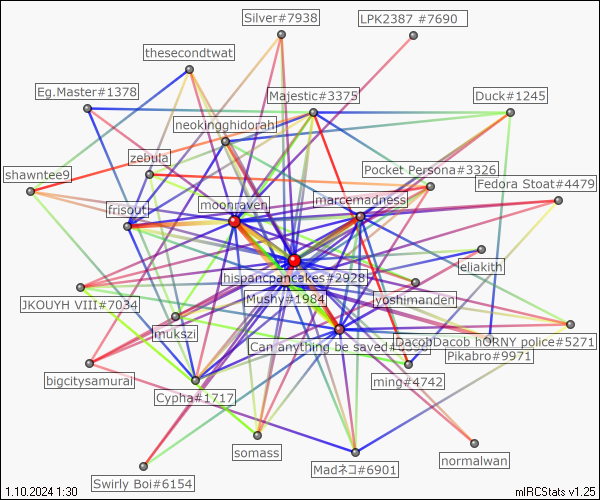 Silver#7938
LPK2387 #7690
thesecondtwat
Eg.Master#1378
Majestic#3375
Duck#1245
neokingghidorah
zebula
shawntee9
Pocket Persona#3326
Fedora Stoat#4479
frisout
moonraven
marcemadness
eliakith
hispancpancakes#2928
JKOUYH VIII#7034
Mushy#1984
yoshimanden
mukszil
Can anything be saved#
DacobDacob hORNY police#5271
Pikabro#9971
bigcitysamurai
ming#4742
Cypha#1717
somass
Madネコ#6901
normalwan
Swirly Boi#6154
1.10.2024 1:30
mIRCStats v1.25